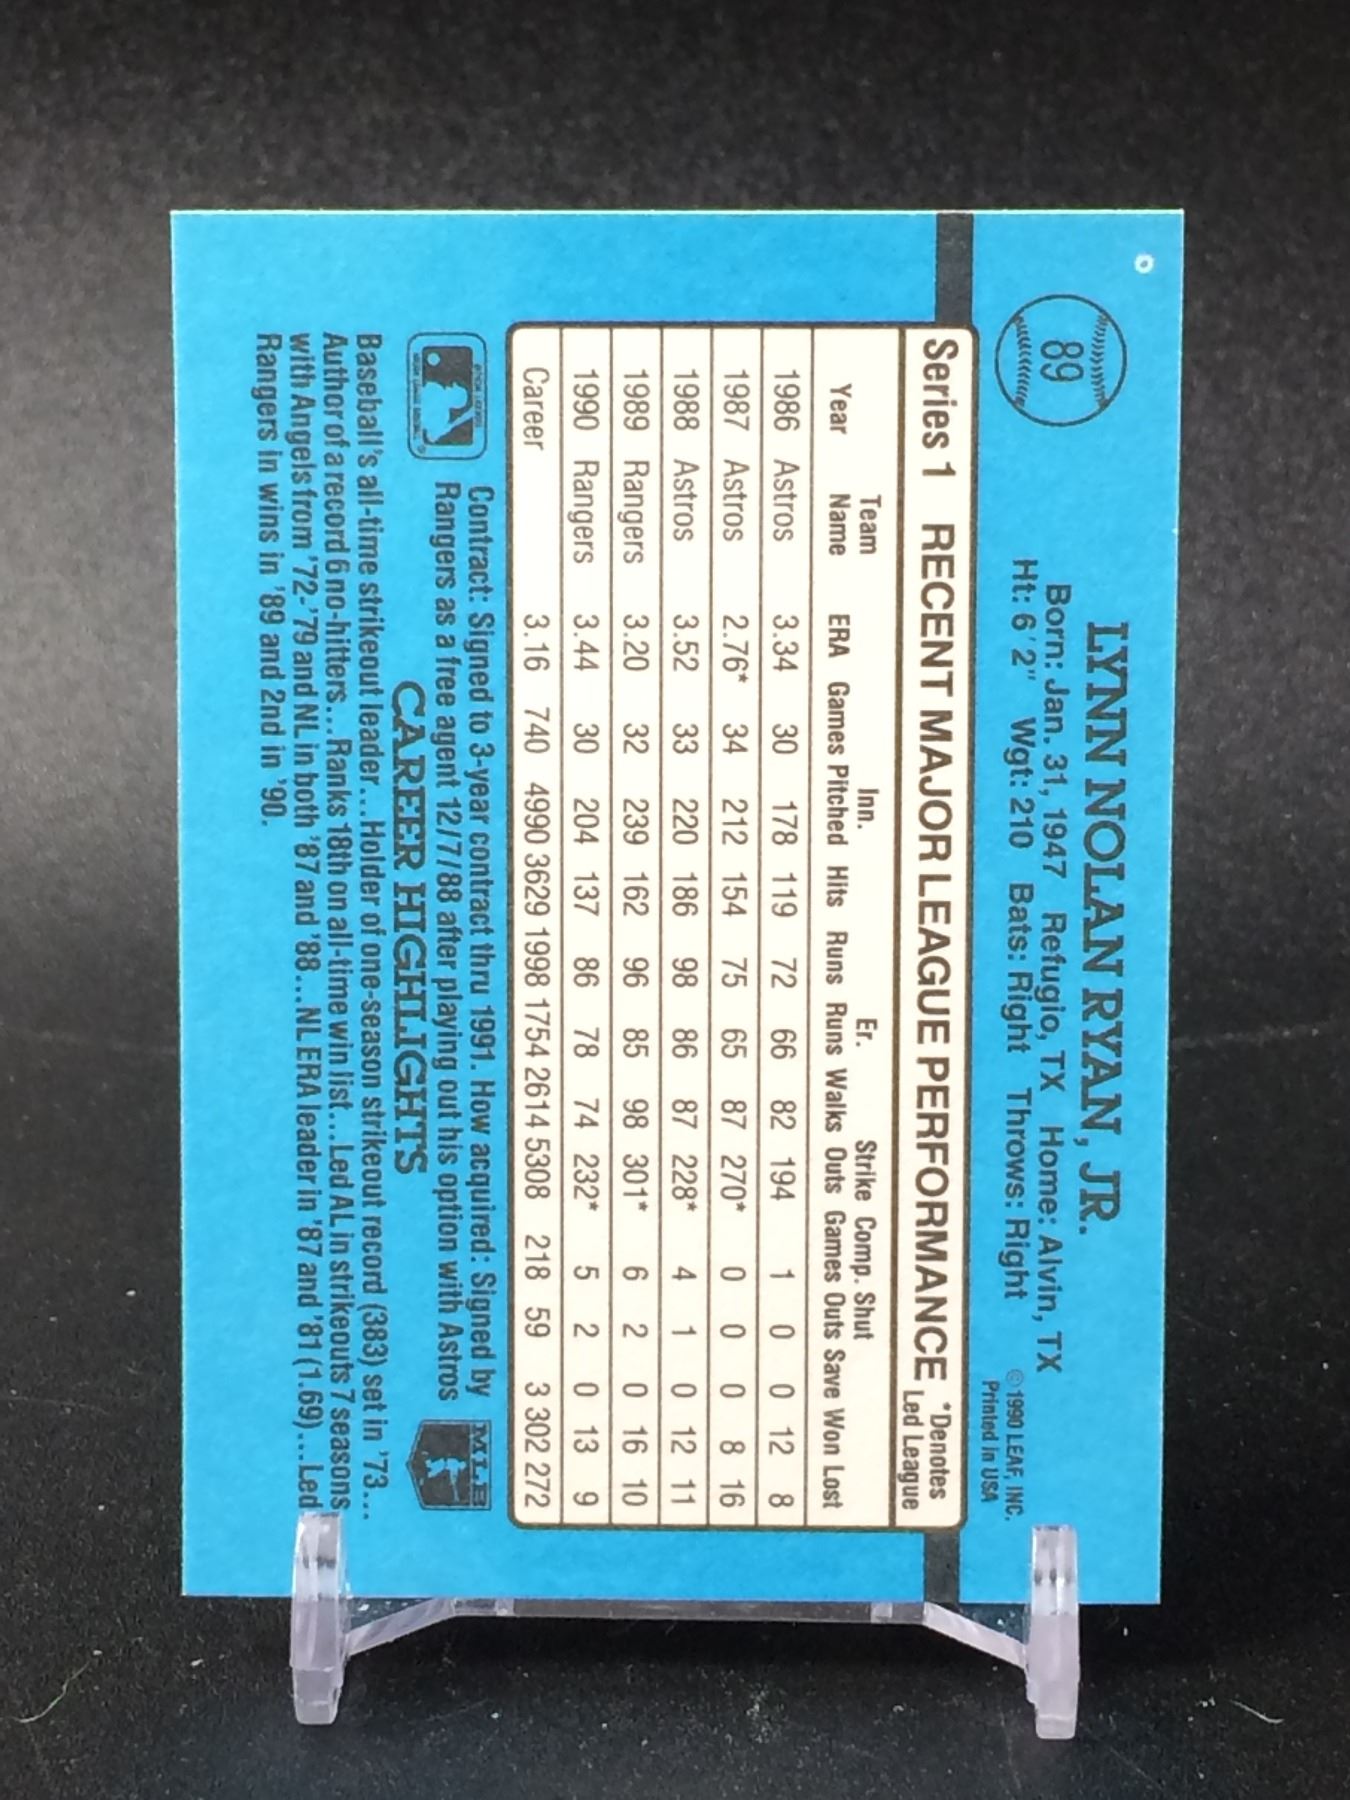 89
LYNN NOLAN RYAN, JR.
Born: Jan. 31, 1947 Refugio, TX Home: Alvin, TX
Ht: 6'2" Wgt: 210 Bats: Right Throws: Right
© 1990 LEAF, INC.
Printed in USA
Series 1 RECENT MAJOR LEAGUE PERFORMANCE *Denotes Led League
Year Team Name ERA Games Inn. Pitched Hits Runs Er. Runs Walks Strike Outs Comp. Games Shut Outs Save Won Lost
1986 Astros 3.34 30 178 119 72 66 82 194 1 0 0 12 8
1987 Astros 2.76* 34 212 154 75 65 87 270* 0 0 0 8 16
1988 Astros 3.52 33 220 186 98 86 87 228* 4 1 0 12 11
1989 Rangers 3.20 32 239 162 96 85 98 301* 6 2 0 16 10
1990 Rangers 3.44 30 204 137 86 78 74 232* 5 2 0 13 9
Career 3.16 740 4990 3629 1998 1754 2614 5308 218 59 3 302 272
Contract: Signed to 3-year contract thru 1991. How acquired: Signed by
Rangers as a free agent 12/7/88 after playing out his option with Astros
MLB
CAREER HIGHLIGHTS
Baseball's all-time strikeout leader...Holder of one-season strikeout record (383) set in '73...
Author of a record 6 no-hitters...Ranks 18th on all-time win list...Led AL in strikeouts 7 seasons
with Angels from '72-'79 and NL in both '87 and '88...NL ERA leader in '87 and '81 (1.69)...Led
Rangers in wins in '89 and 2nd in '90.